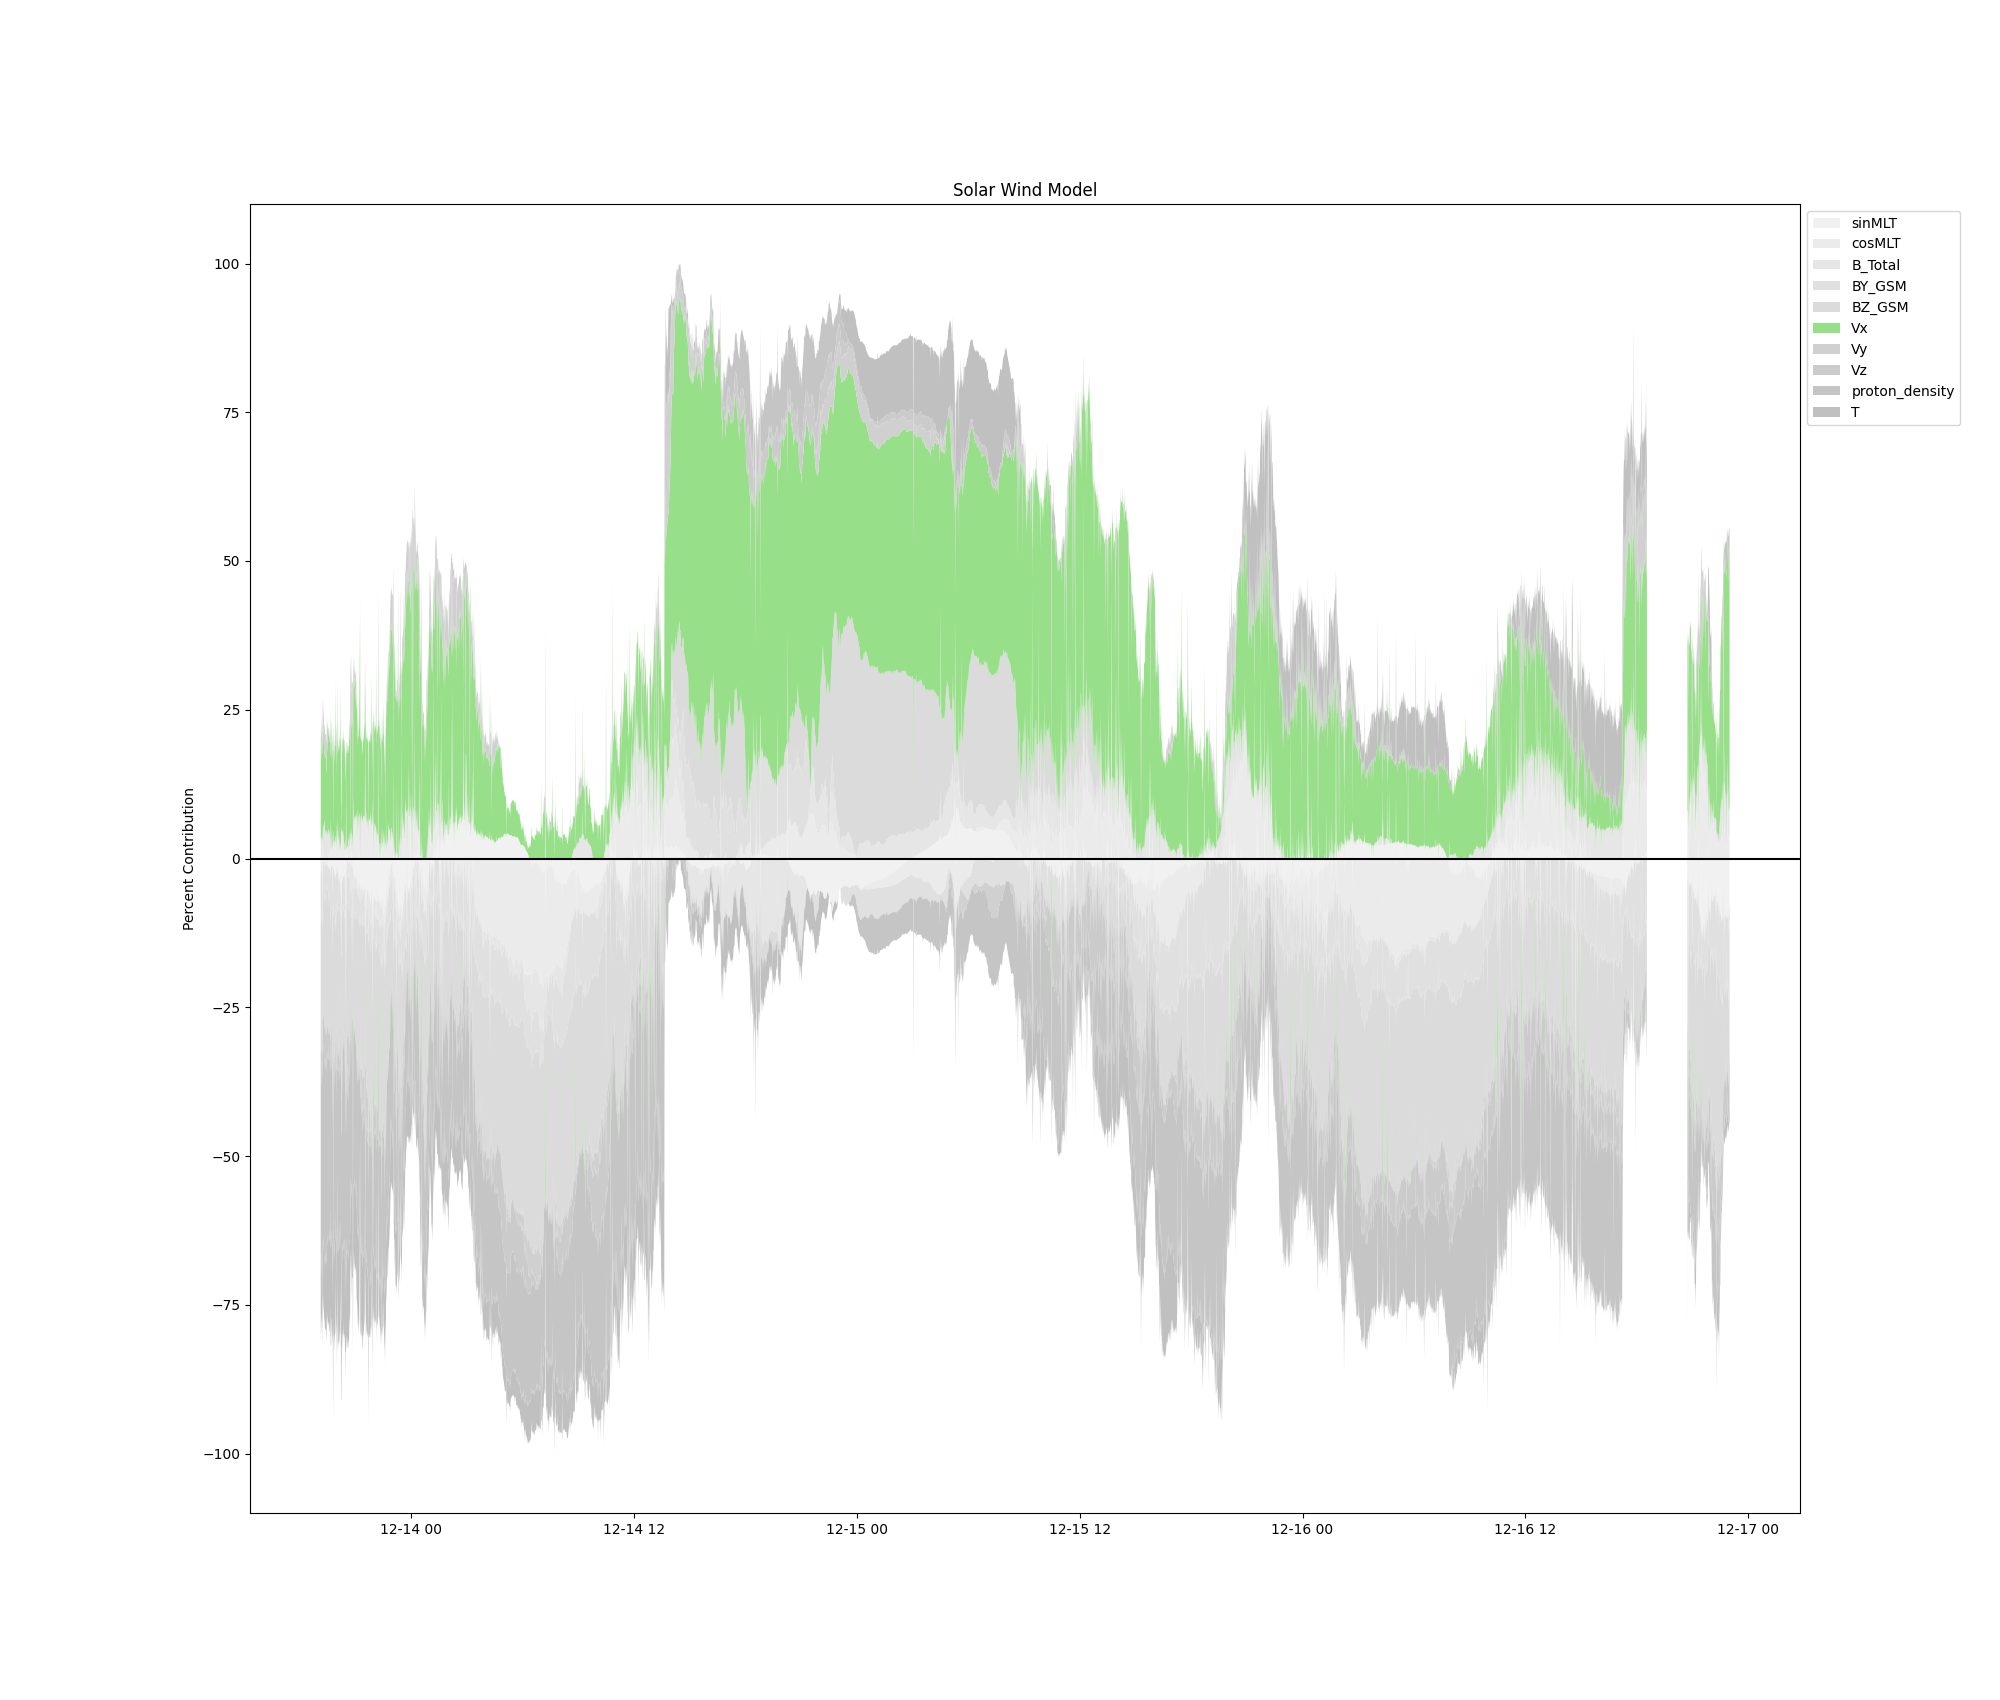 Solar Wind Model
sinMLT
cosMLT
B_Total
BY_GSM
BZ_GSM
Vx
Vy
Vz
proton_density
T
Percent Contribution
100
75
50
25
0
−25
−50
−75
−100
12-14 00
12-14 12
12-15 00
12-15 12
12-16 00
12-16 12
12-17 00